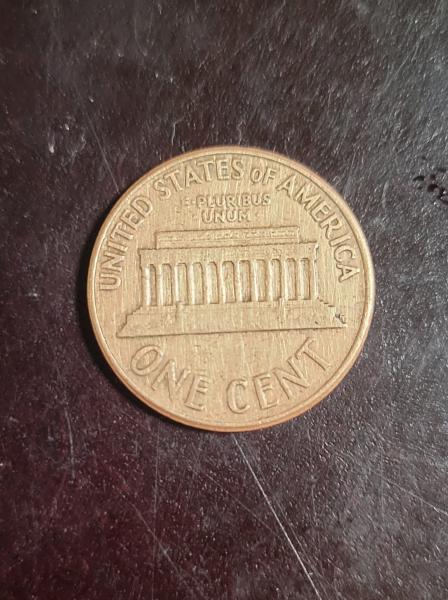 UNITED STATES OF AMERICA
E·PLURIBUS
UNUM
ONE CENT